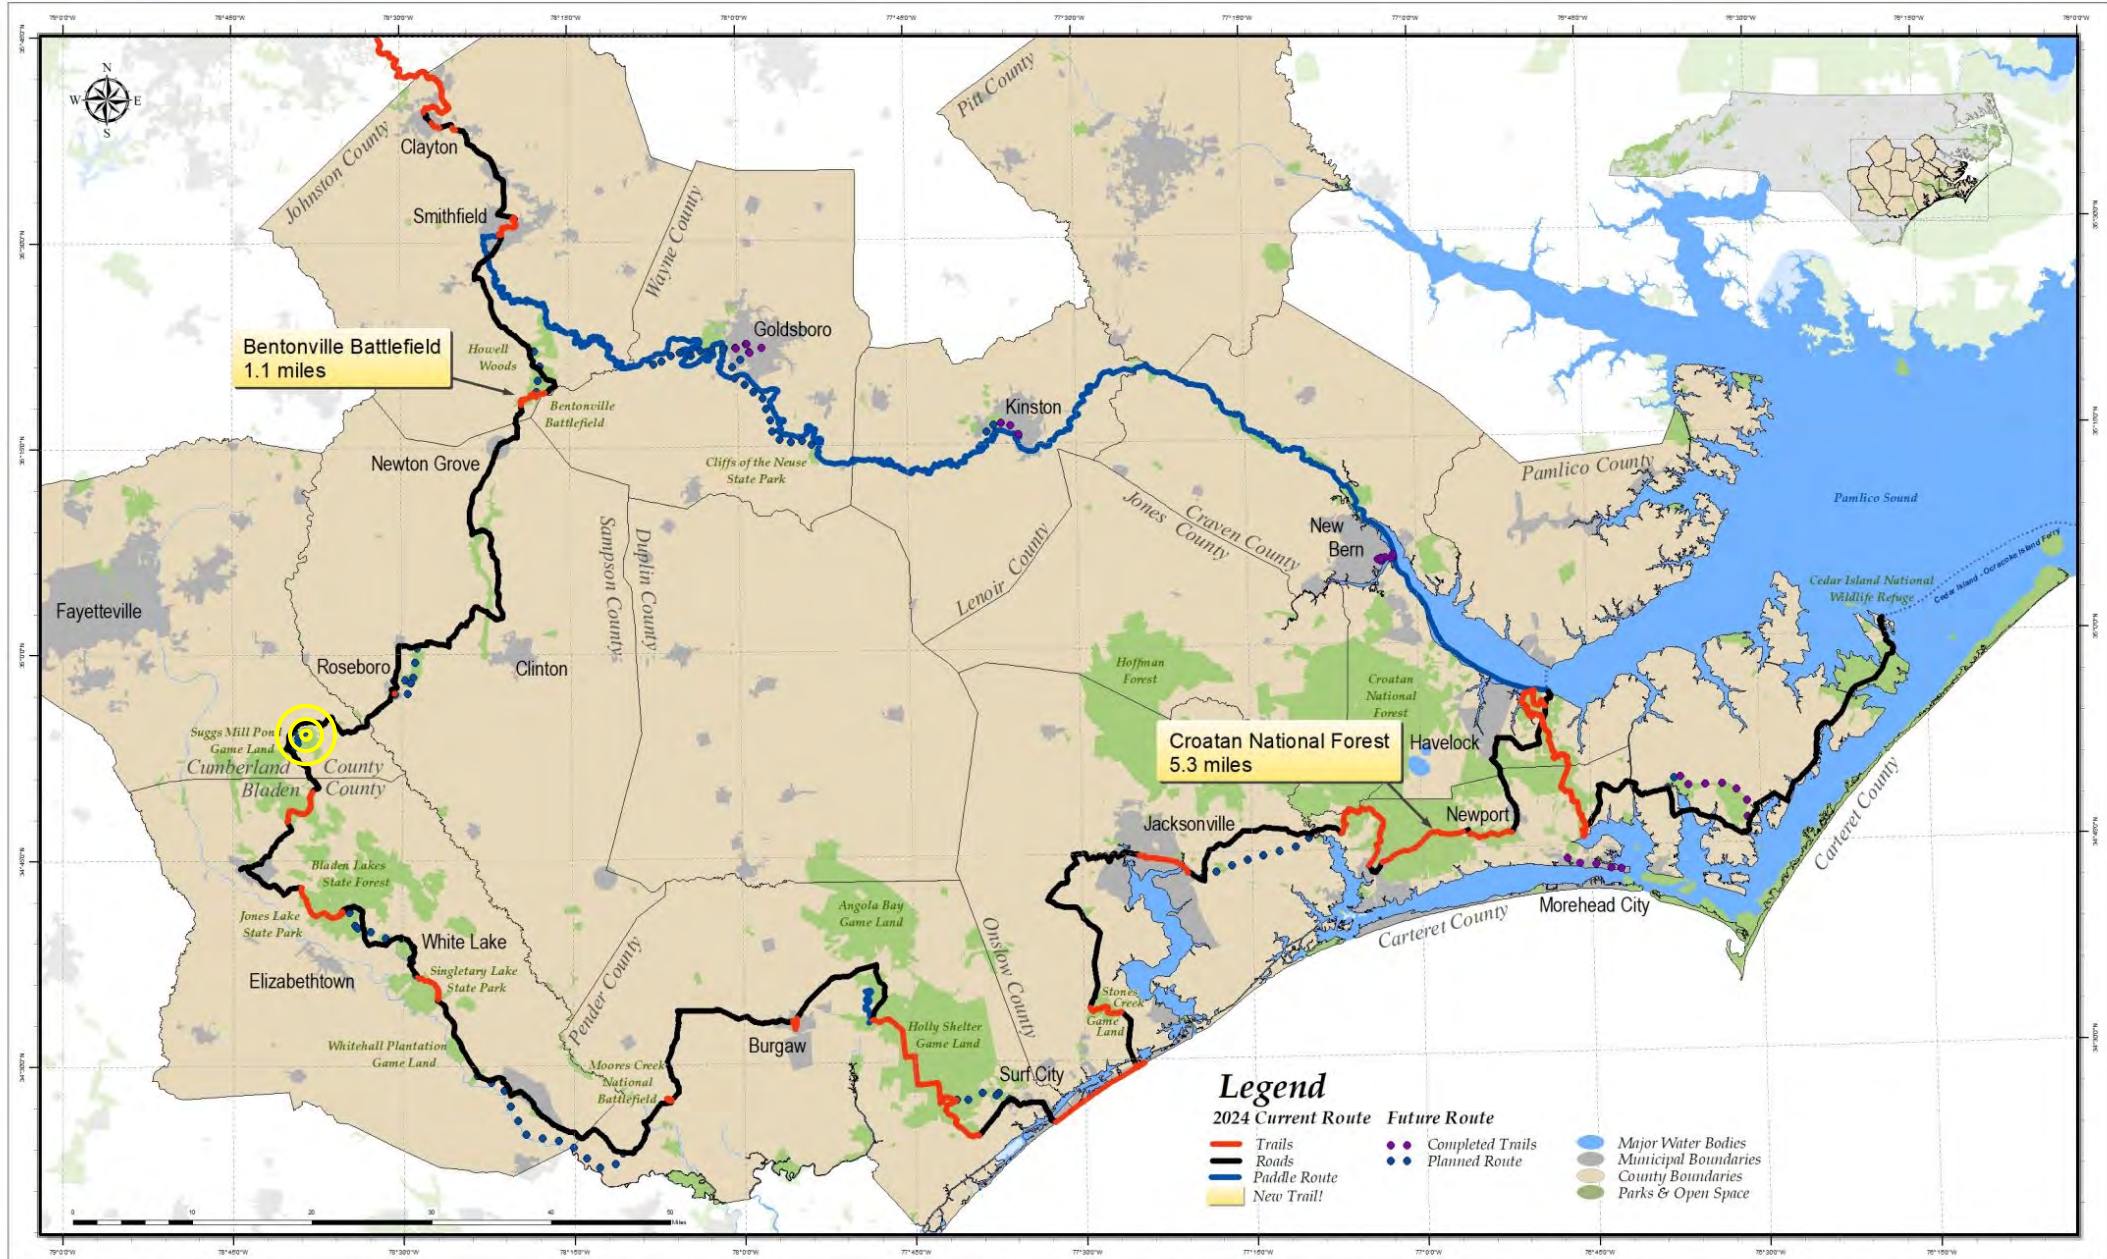 N
W E
S
Johnston County
Clayton
Smithfield
Wayne County
Pitt County
Bentonville Battlefield
1.1 miles
Howell
Woods
Goldsboro
Bentonville
Battlefield
Kinston
Newton Grove
Cliffs of the Neuse
State Park
Pamlico County
Pamlico Sound
Jones County
Craven County
New
Bern
Sampson County
Duplin County
Lenoir County
Cedar Island - Ocracoke Island Ferry
Cedar Island National
Wildlife Refuge
Fayetteville
Roseboro
Clinton
Hoffman
Forest
Croatan
National
Forest
Suggs Mill Pond
Game Land
Cumberland County
Bladen County
Croatan National Forest
5.3 miles
Havelock
Newport
Jacksonville
Carteret County
Bladen Lakes
State Forest
Angola Bay
Game Land
Morehead City
Carteret County
Jones Lake
State Park
White Lake
Onslow County
Pender County
Elizabethtown
Singletary Lake
State Park
Stones
Creek
Game
Land
Holly Shelter
Game Land
Burgaw
Whitehall Plantation
Game Land
Moores Creek
National
Battlefield
Surf City
Legend
2024 Current Route Future Route
Trails Completed Trails Major Water Bodies
Roads Planned Route Municipal Boundaries
Paddle Route County Boundaries
New Trail! Parks & Open Space
0 10 20 30 40 50 Miles